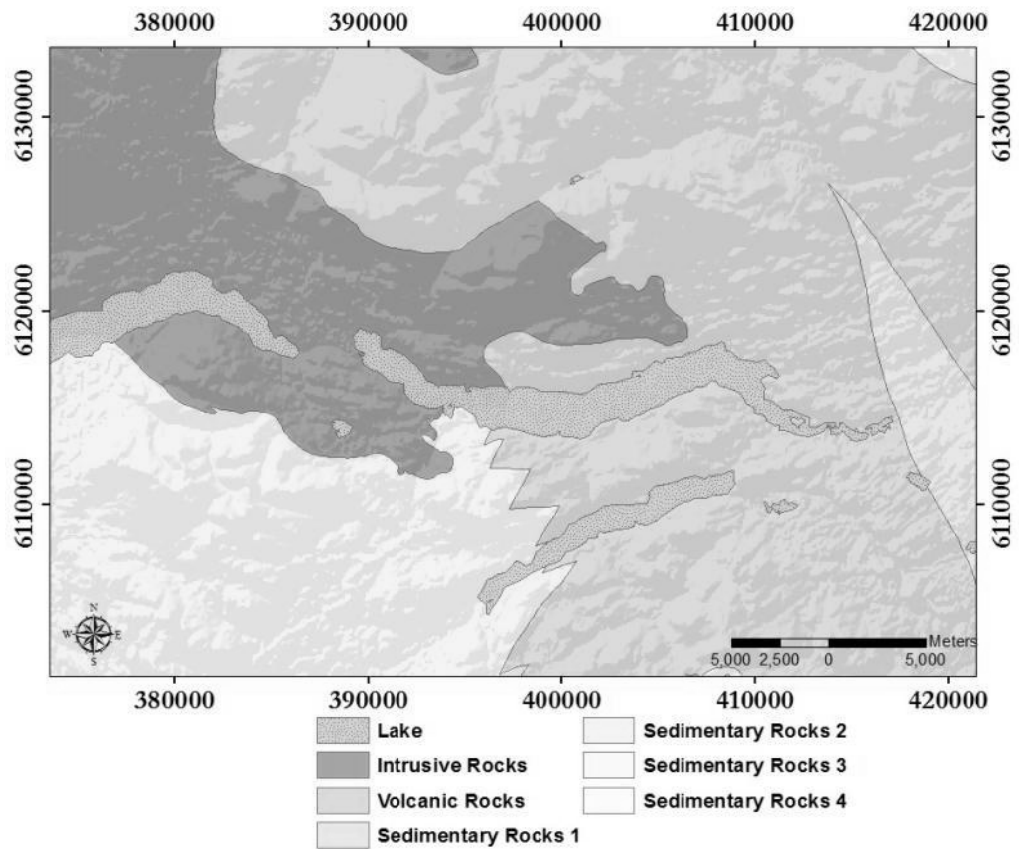 380000 390000 400000 410000 420000
6130000 6130000
6120000 6120000
6110000 6110000
N
W E
S
Meters
5,000 2,500 0 5,000
380000 390000 400000 410000 420000
Lake Sedimentary Rocks 2
Intrusive Rocks Sedimentary Rocks 3
Volcanic Rocks Sedimentary Rocks 4
Sedimentary Rocks 1